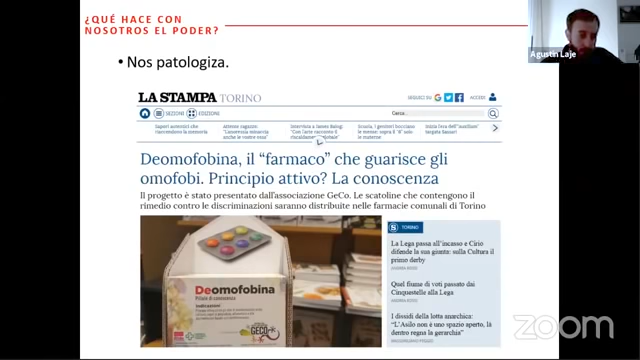 ¿QUÉ HACE CON
NOSOTROS EL PODER?
Agustín Laje
• Nos patologiza.
LA STAMPA TORINO
SEGUICI SU
ACCEDI
SEZIONI
EDIZIONI
Cerca...
Deomofobina, il “farmaco” che guarisce gli
omofobi. Principio attivo? La conoscenza
Il progetto è stato presentato dall’associazione GeCo. Le scatoline che contengono il
rimedio contro le discriminazioni saranno distribuite nelle farmacie comunali di Torino
TORINO
La Lega passa all’incasso e Cirio
difende la sua giunta: sulla Cultura il
primo derby
Quel fiume di voti passato dai
Cinquestelle alla Lega
I dissidi della lotta anarchica:
“L’Asilo non è uno spazio aperto, là
dentro regna la gerarchia”
Deomofobina
GECO
zoom